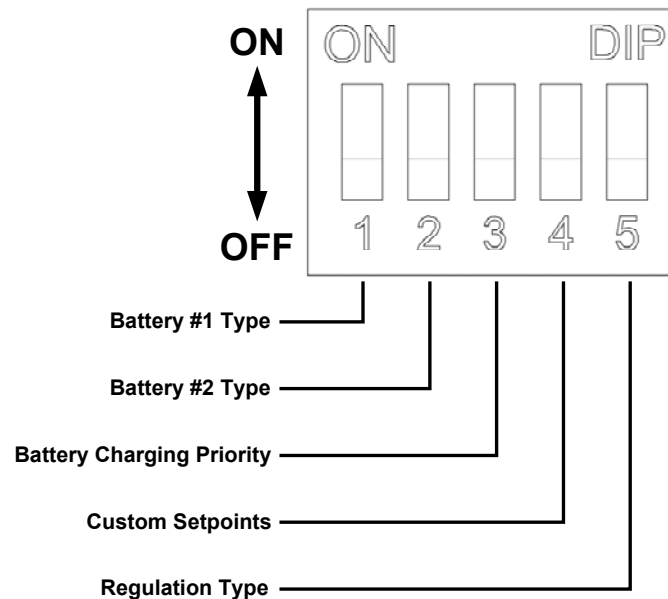 ON
ON DIP
OFF
1 2 3 4 5
Battery #1 Type
Battery #2 Type
Battery Charging Priority
Custom Setpoints
Regulation Type